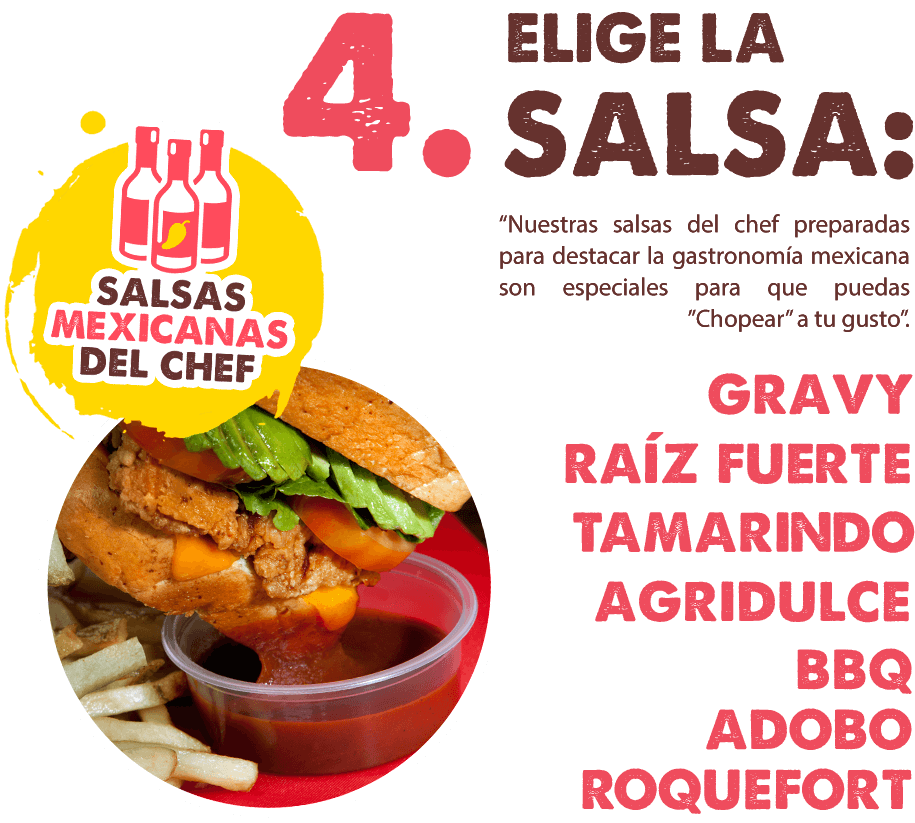 4. ELIGE LA
SALSA:
SALSAS
MEXICANAS
DEL CHEF
“Nuestras salsas del chef preparadas
para destacar la gastronomía mexicana
son especiales para que puedas
”Chopear” a tu gusto”.
GRAVY
RAÍZ FUERTE
TAMARINDO
AGRIDULCE
BBQ
ADOBO
ROQUEFORT